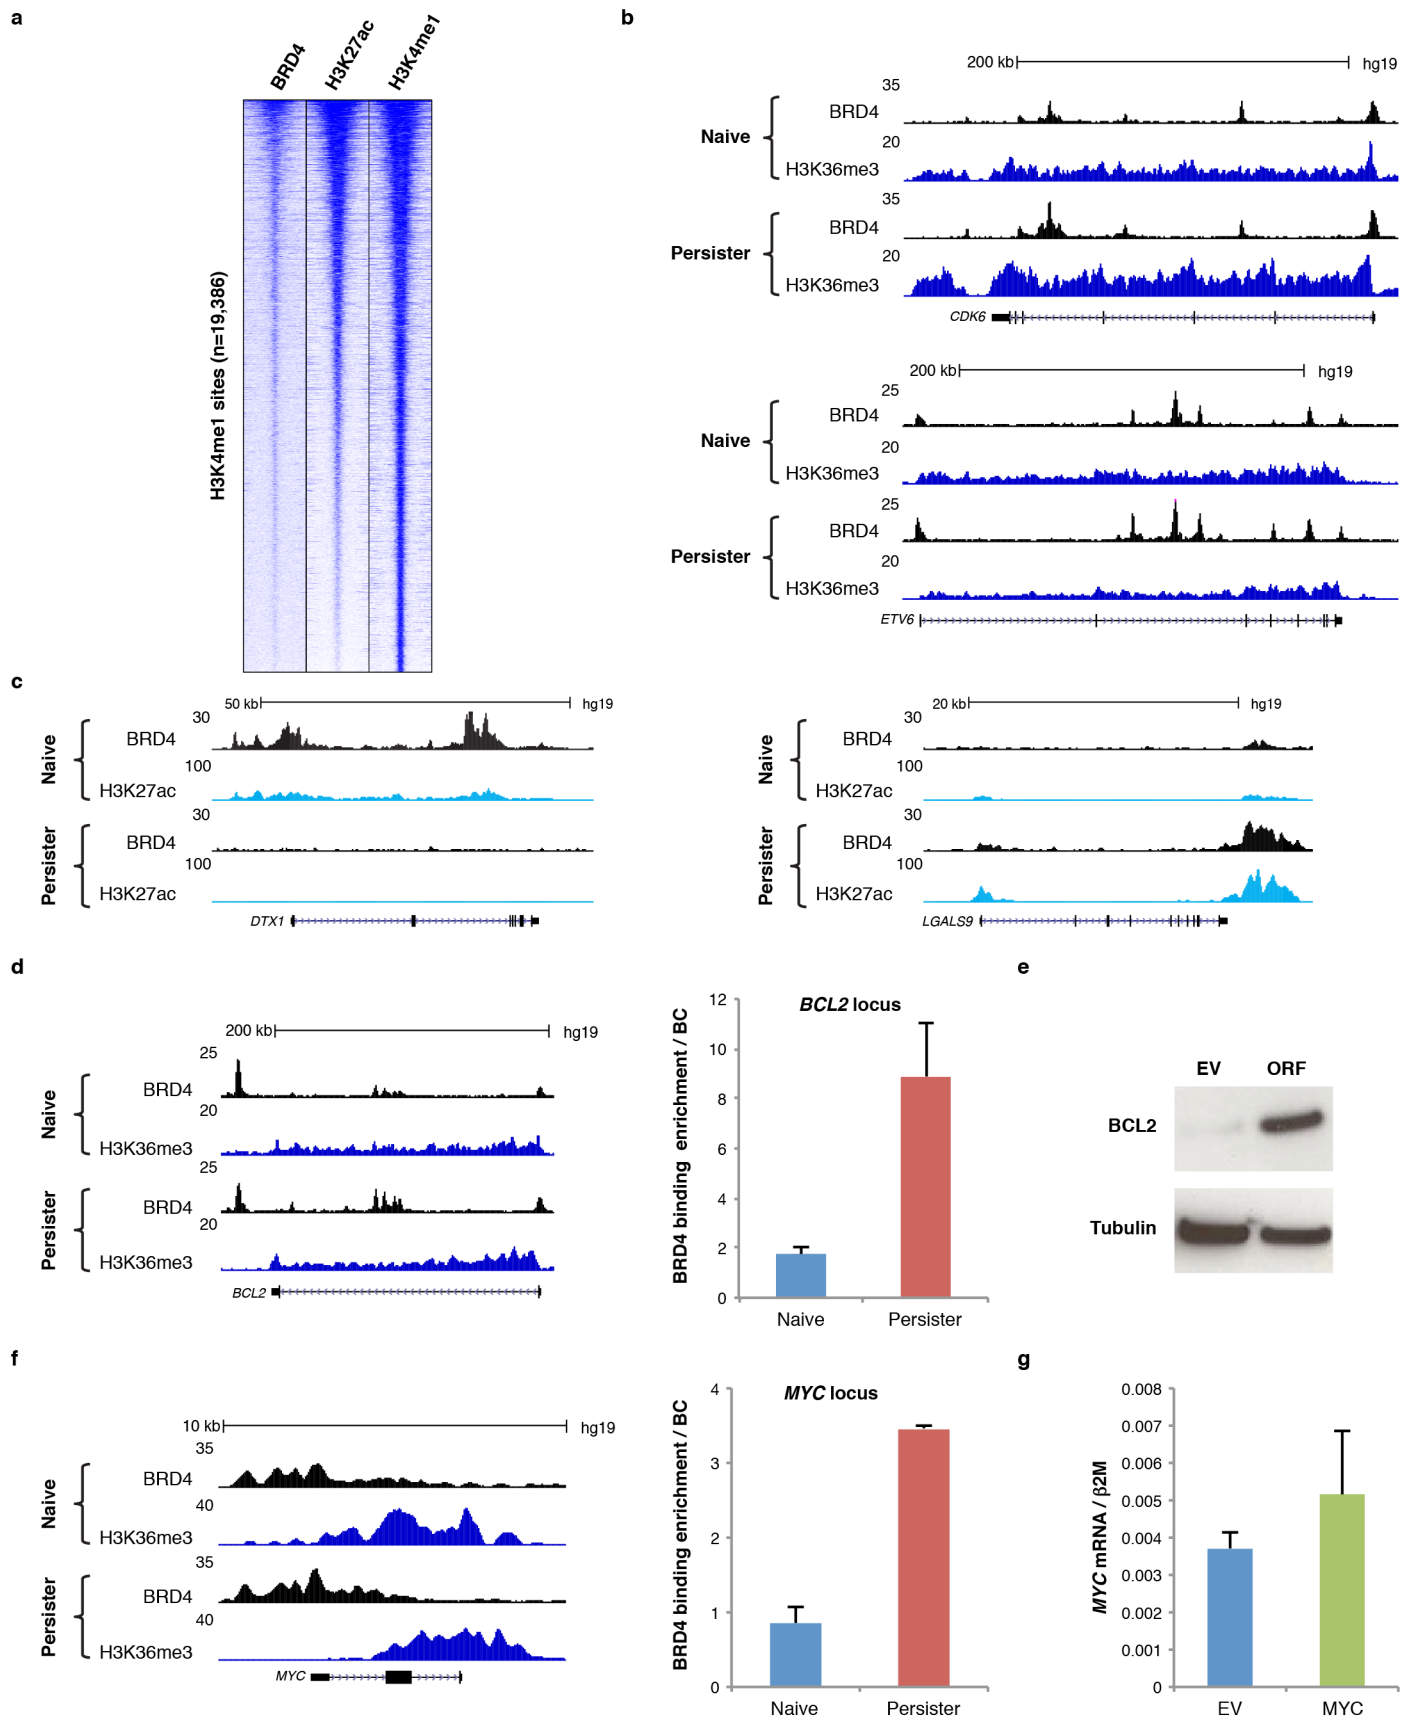 a
BRD4
H3K27ac
H3K4me1
H3K4me1 sites (n=19,386)
b
200 kb
hg19
Naive
35
BRD4
20
H3K36me3
Persister
35
BRD4
20
H3K36me3
CDK6
200 kb
hg19
Naive
25
BRD4
20
H3K36me3
Persister
25
BRD4
20
H3K36me3
ETV6
c
50 kb
hg19
Naive
30
BRD4
100
H3K27ac
Persister
30
BRD4
100
H3K27ac
DTX1
20 kb
hg19
Naive
30
BRD4
100
H3K27ac
Persister
30
BRD4
100
H3K27ac
LGALS9
d
200 kb
hg19
Naive
25
BRD4
20
H3K36me3
Persister
25
BRD4
20
H3K36me3
BCL2
BCL2 locus
BRD4 binding enrichment / BC
12
10
8
6
4
2
0
Naive
Persister
e
EV
ORF
BCL2
Tubulin
f
10 kb
hg19
Naive
35
BRD4
40
H3K36me3
Persister
35
BRD4
40
H3K36me3
MYC
MYC locus
BRD4 binding enrichment / BC
4
3
2
1
0
Naive
Persister
g
MYC mRNA / β2M
0.008
0.007
0.006
0.005
0.004
0.003
0.002
0.001
0
EV
MYC